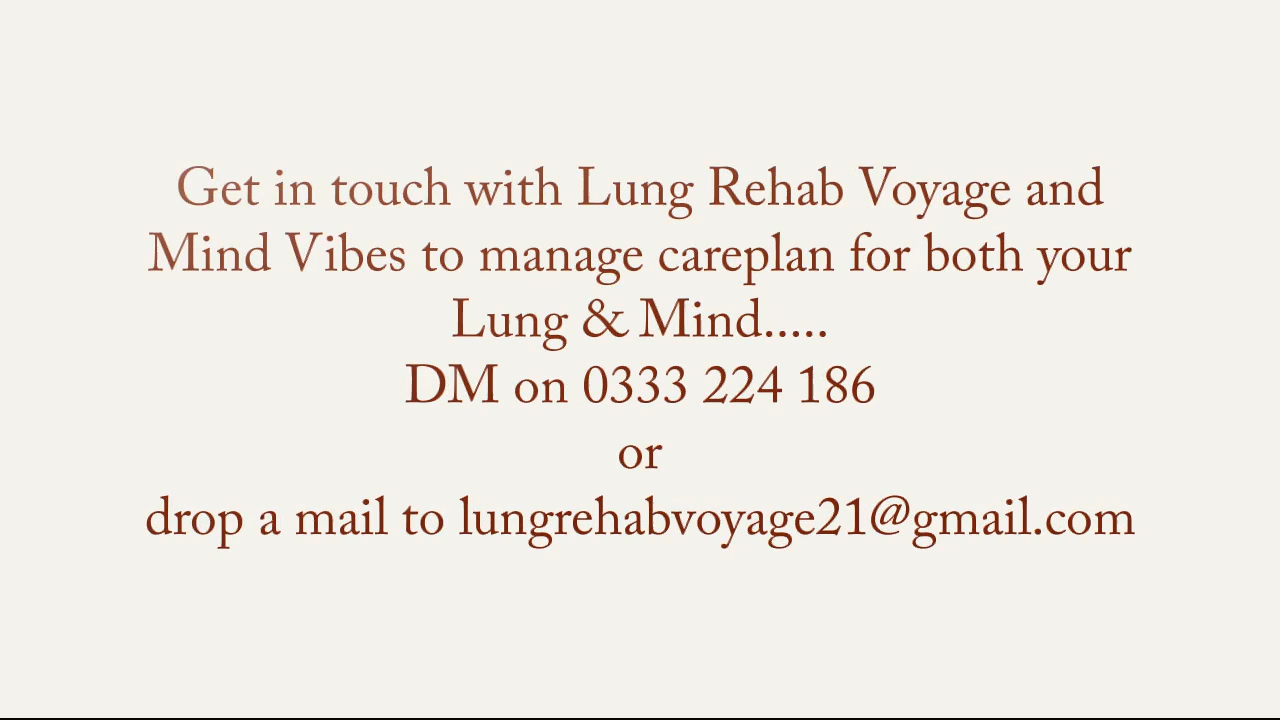 Get in touch with Lung Rehab Voyage and
Mind Vibes to manage careplan for both your
Lung & Mind.....
DM on 0333 224 186
or
drop a mail to lungrehabvoyage21@gmail.com